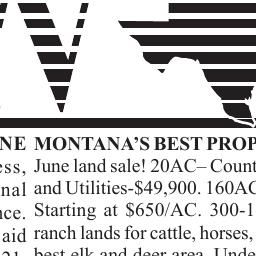 NE MONTANA'S BEST PROP
ess, June land sale! 20AC– Count
nal and Utilities-$49,900. 160AC
nce. Starting at $650/AC. 300-1
aid ranch lands for cattle, horses,
best elk and deer area. Unde